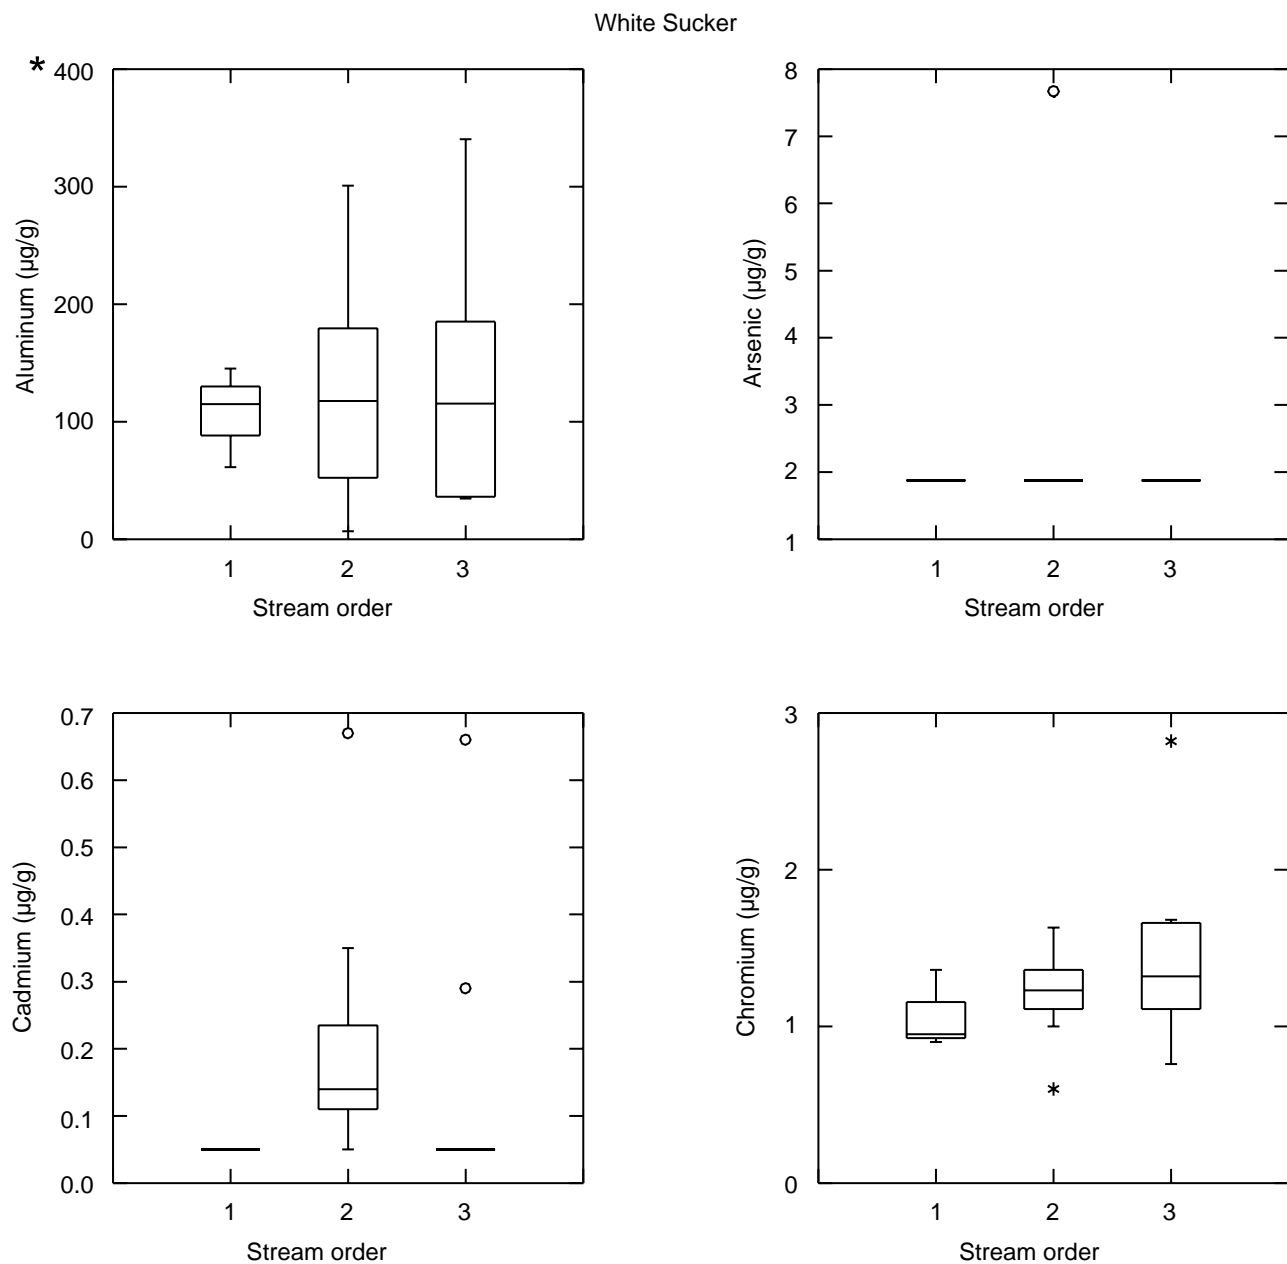 White Sucker
* 400
300
200
100
0
Aluminum (µg/g)
1 2 3
Stream order
8
7
6
5
4
3
2
1
Arsenic (µg/g)
1 2 3
Stream order
0.7
0.6
0.5
0.4
0.3
0.2
0.1
0.0
Cadmium (µg/g)
1 2 3
Stream order
3
2
1
0
Chromium (µg/g)
1 2 3
Stream order